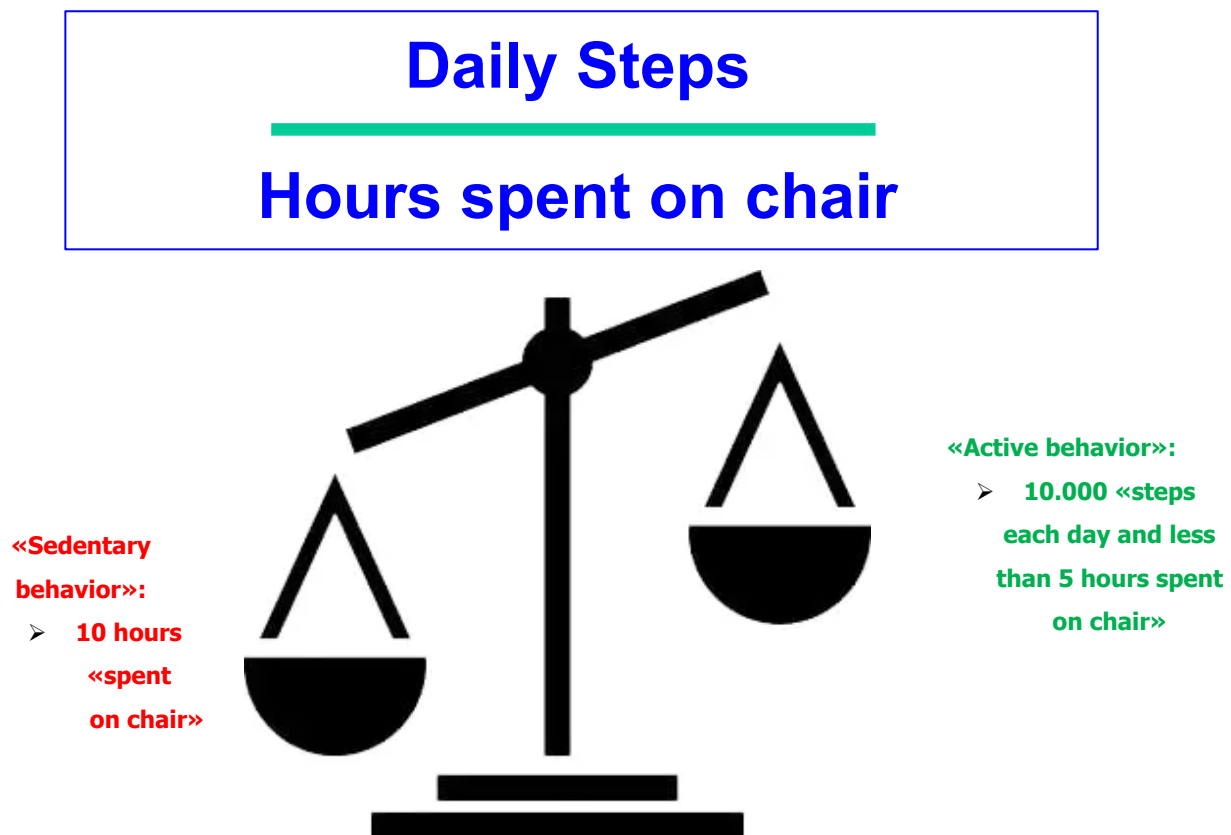 Daily Steps
Hours spent on chair
«Sedentary
behavior»:
➢ 10 hours
«spent
on chair»
«Active behavior»:
➢ 10.000 «steps
each day and less
than 5 hours spent
on chair»